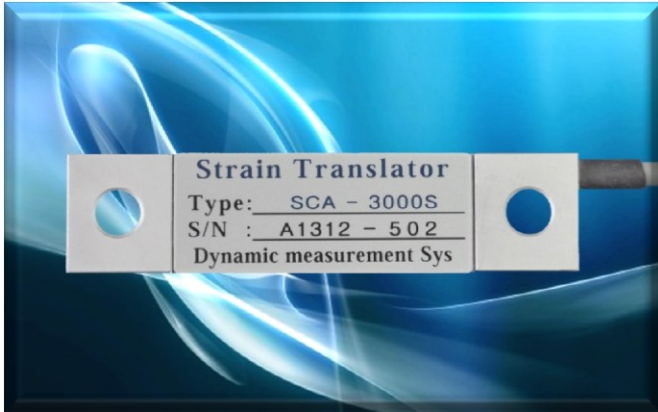 Strain Translator
Type: SCA - 3000S
S/N : A1312 - 502
Dynamic measurement Sys